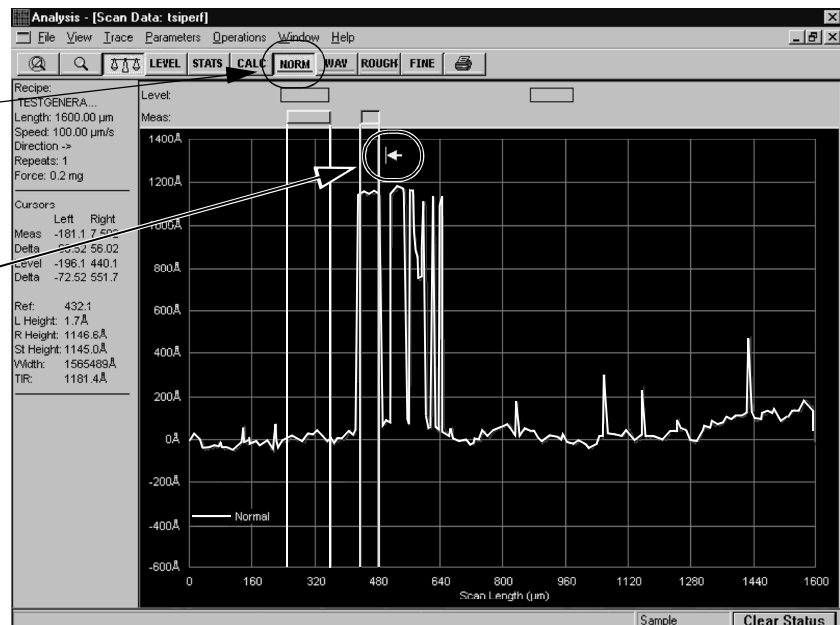 Analysis - [Scan Data: tsiperf]
File View Trace Parameters Operations Window Help
LEVEL STATS CALC NORM WAV ROUGH FINE
Recipe:
TESTGENERA...
Length: 1600.00 µm
Speed: 100.00 µm/s
Direction ->
Repeats: 1
Force: 0.2 mg
Cursors
Left Right
Meas -181.1
Delta 56.02
Level -196.1 440.1
Delta -72.52 551.7
Ref: 432.1
L Height: 1.7Å
R Height: 1146.6Å
St Height: 1145.0Å
Width: 1565489Å
TIR: 1181.4Å
Level:
Meas:
1400Å
1200Å
800Å
600Å
400Å
200Å
0Å
-200Å
-400Å
-600Å
Normal
0 160 320 480 640 800 960 1120 1280 1440 1600
Scan Length (µm)
Sample Clear Status